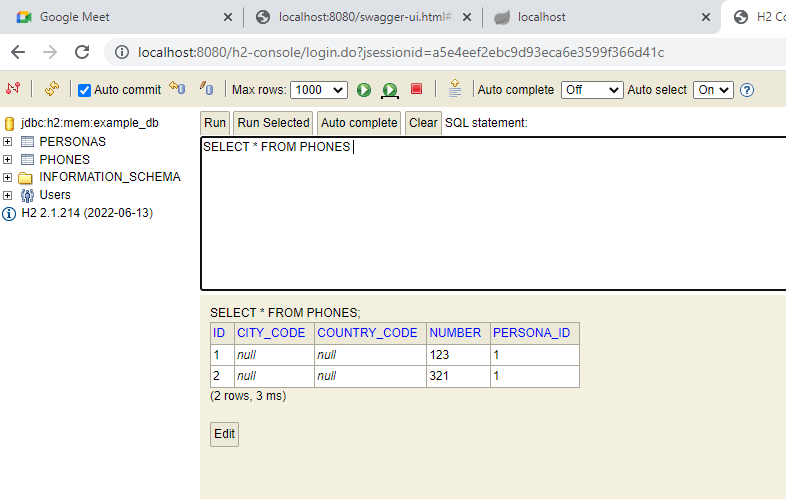 Google Meet
localhost:8080/swagger-ui.html#
localhost
H2 Co
localhost:8080/h2-console/login.do?jsessionid=a5e4eef2ebc9d93eca6e3599f366d41c
Auto commit Max rows: 1000 Auto complete Off Auto select On
jdbc:h2:mem:example_db
PERSONAS
PHONES
INFORMATION_SCHEMA
Users
H2 2.1.214 (2022-06-13)
Run Run Selected Auto complete Clear SQL statement:
SELECT * FROM PHONES
SELECT * FROM PHONES;
ID CITY_CODE COUNTRY_CODE NUMBER PERSONA_ID
1 null null 123 1
2 null null 321 1
(2 rows, 3 ms)
Edit